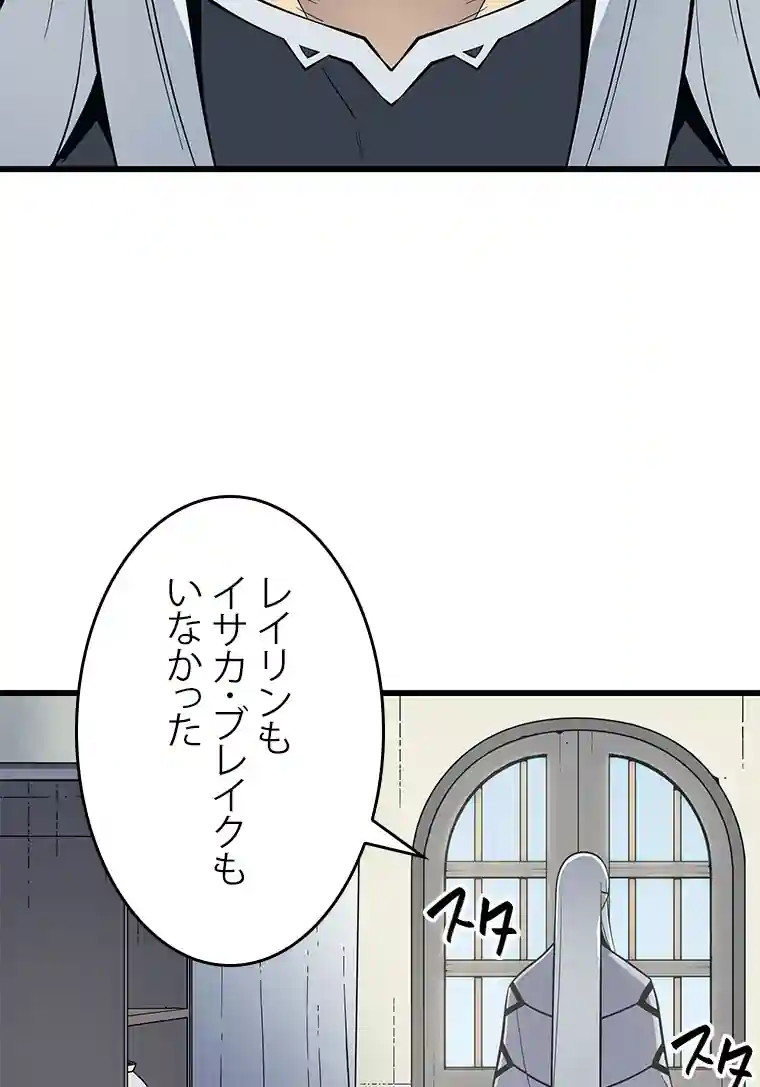 レイリンも
イサカ・ブレイクも
いなかった
スタ
スタ